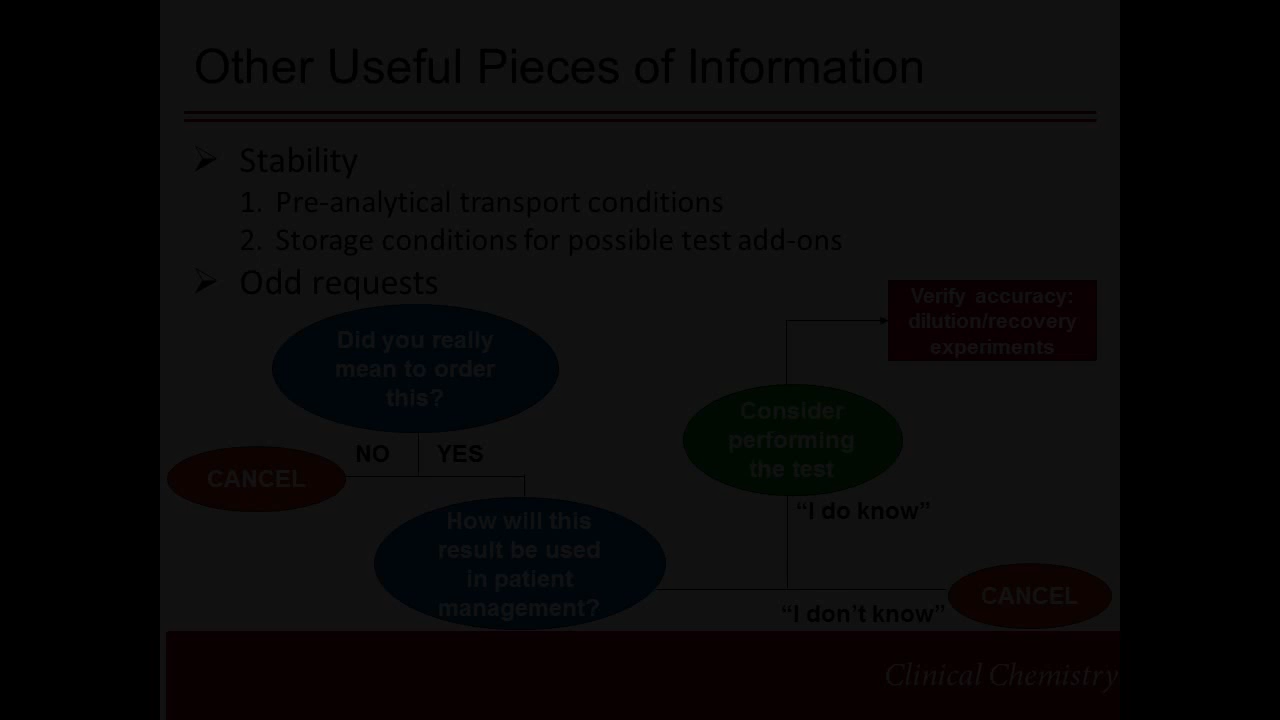 Other Useful Pieces of Information
Stability
1. Pre-analytical transport conditions
2. Storage conditions for possible test add-ons
Odd requests
Did you really
mean to order
this?
NO YES
CANCEL
How will this
result be used
in patient
management?
Verify accuracy:
dilution/recovery
experiments
Consider
performing
the test
“I do know”
“I don’t know”
CANCEL
Clinical Chemistry